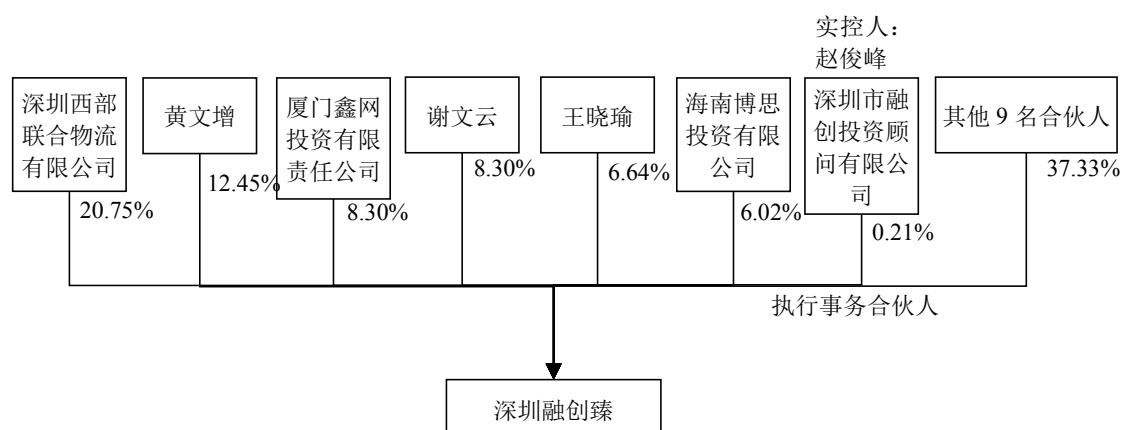 实控人：
赵俊峰
深圳西部
联合物流
有限公司
黄文增
厦门鑫网
投资有限
责任公司
谢文云
王晓瑜
海南博思
投资有限
公司
深圳市融
创投资顾
问有限公
司
其他 9 名合伙人
20.75%
12.45%
8.30%
8.30%
6.64%
6.02%
0.21%
37.33%
执行事务合伙人
深圳融创臻